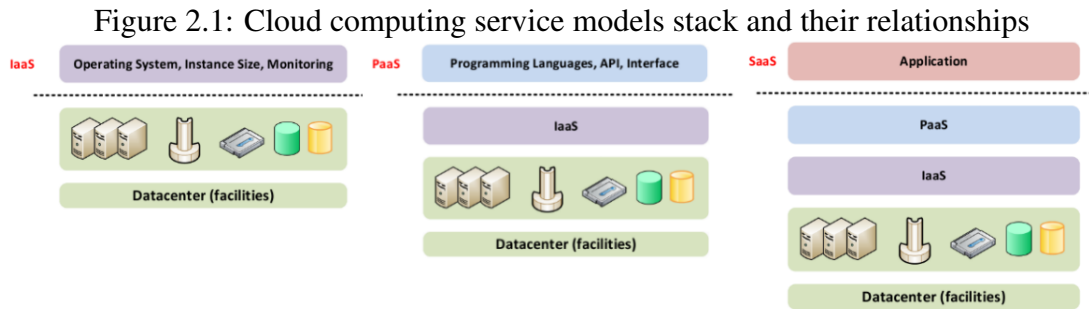 Figure 2.1: Cloud computing service models stack and their relationships
IaaS
Operating System, Instance Size, Monitoring
Datacenter (facilities)
PaaS
Programming Languages, API, Interface
IaaS
Datacenter (facilities)
SaaS
Application
PaaS
IaaS
Datacenter (facilities)